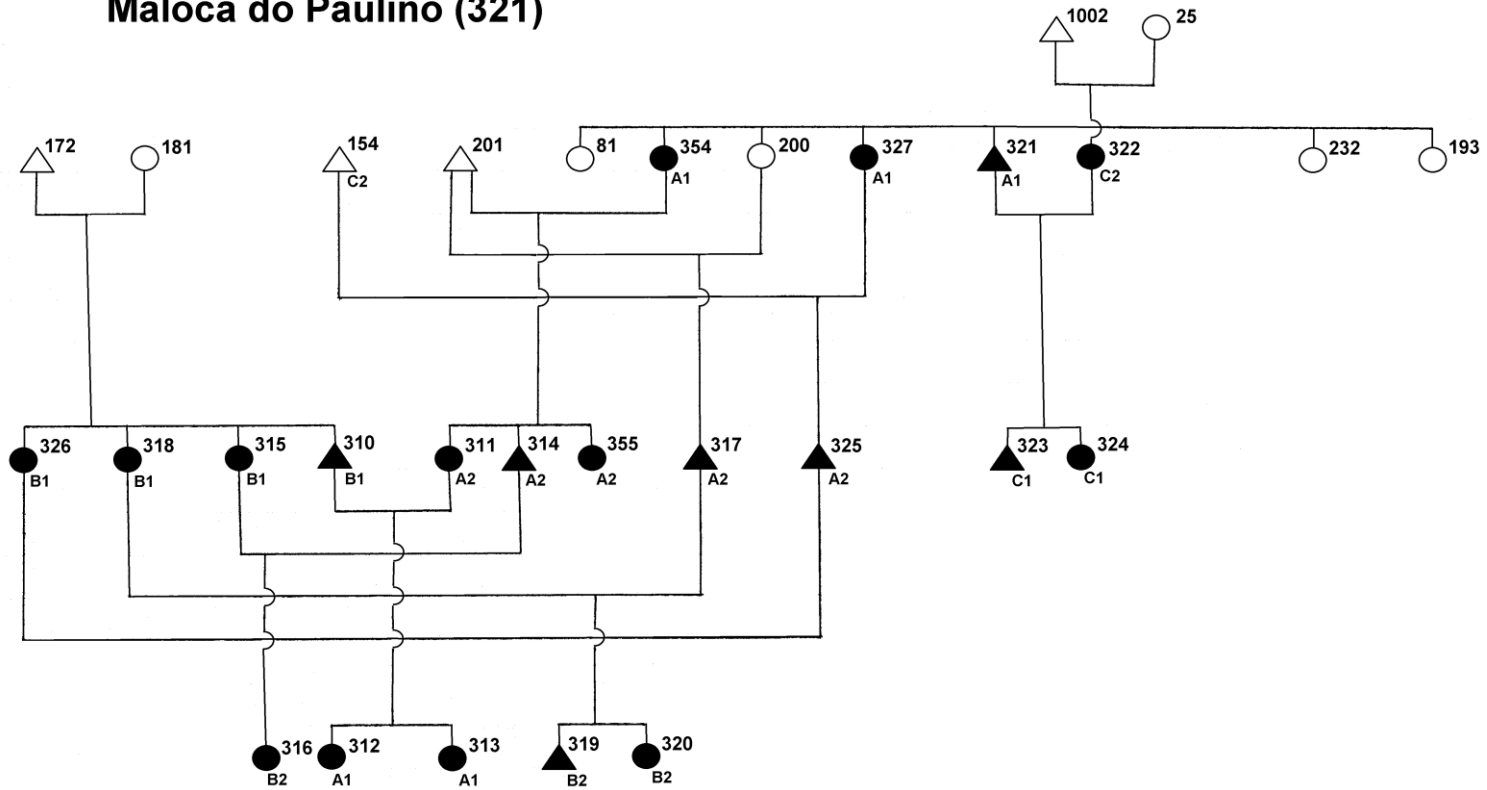 Maloca do Paulino (321)
1002 25
172 181 154 201 81 354 200 327 321 322 232 193
C2 A1 A1 A1 C2
326 318 315 310 311 314 355 317 325 323 324
B1 B1 B1 B1 A2 A2 A2 A2 A2 C1 C1
316 312 313 319 320
B2 A1 A1 B2 B2